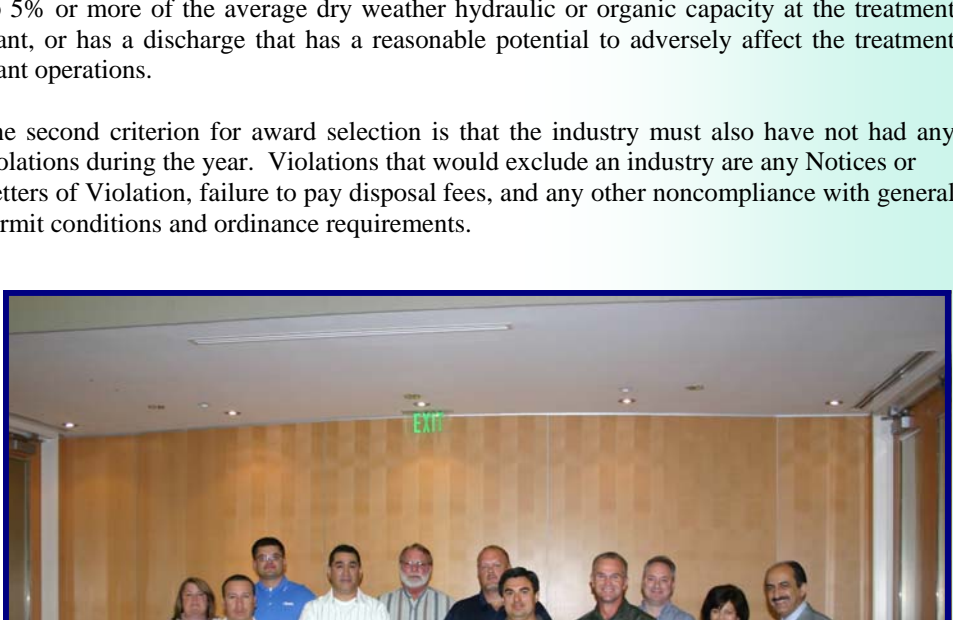 5% or more of the average dry weather hydraulic or organic capacity at the treatment
ant, or has a discharge that has a reasonable potential to adversely affect the treatment
ant operations.
ne second criterion for award selection is that the industry must also have not had any
olations during the year. Violations that would exclude an industry are any Notices or
etters of Violation, failure to pay disposal fees, and any other noncompliance with general
rmit conditions and ordinance requirements.
EXIT